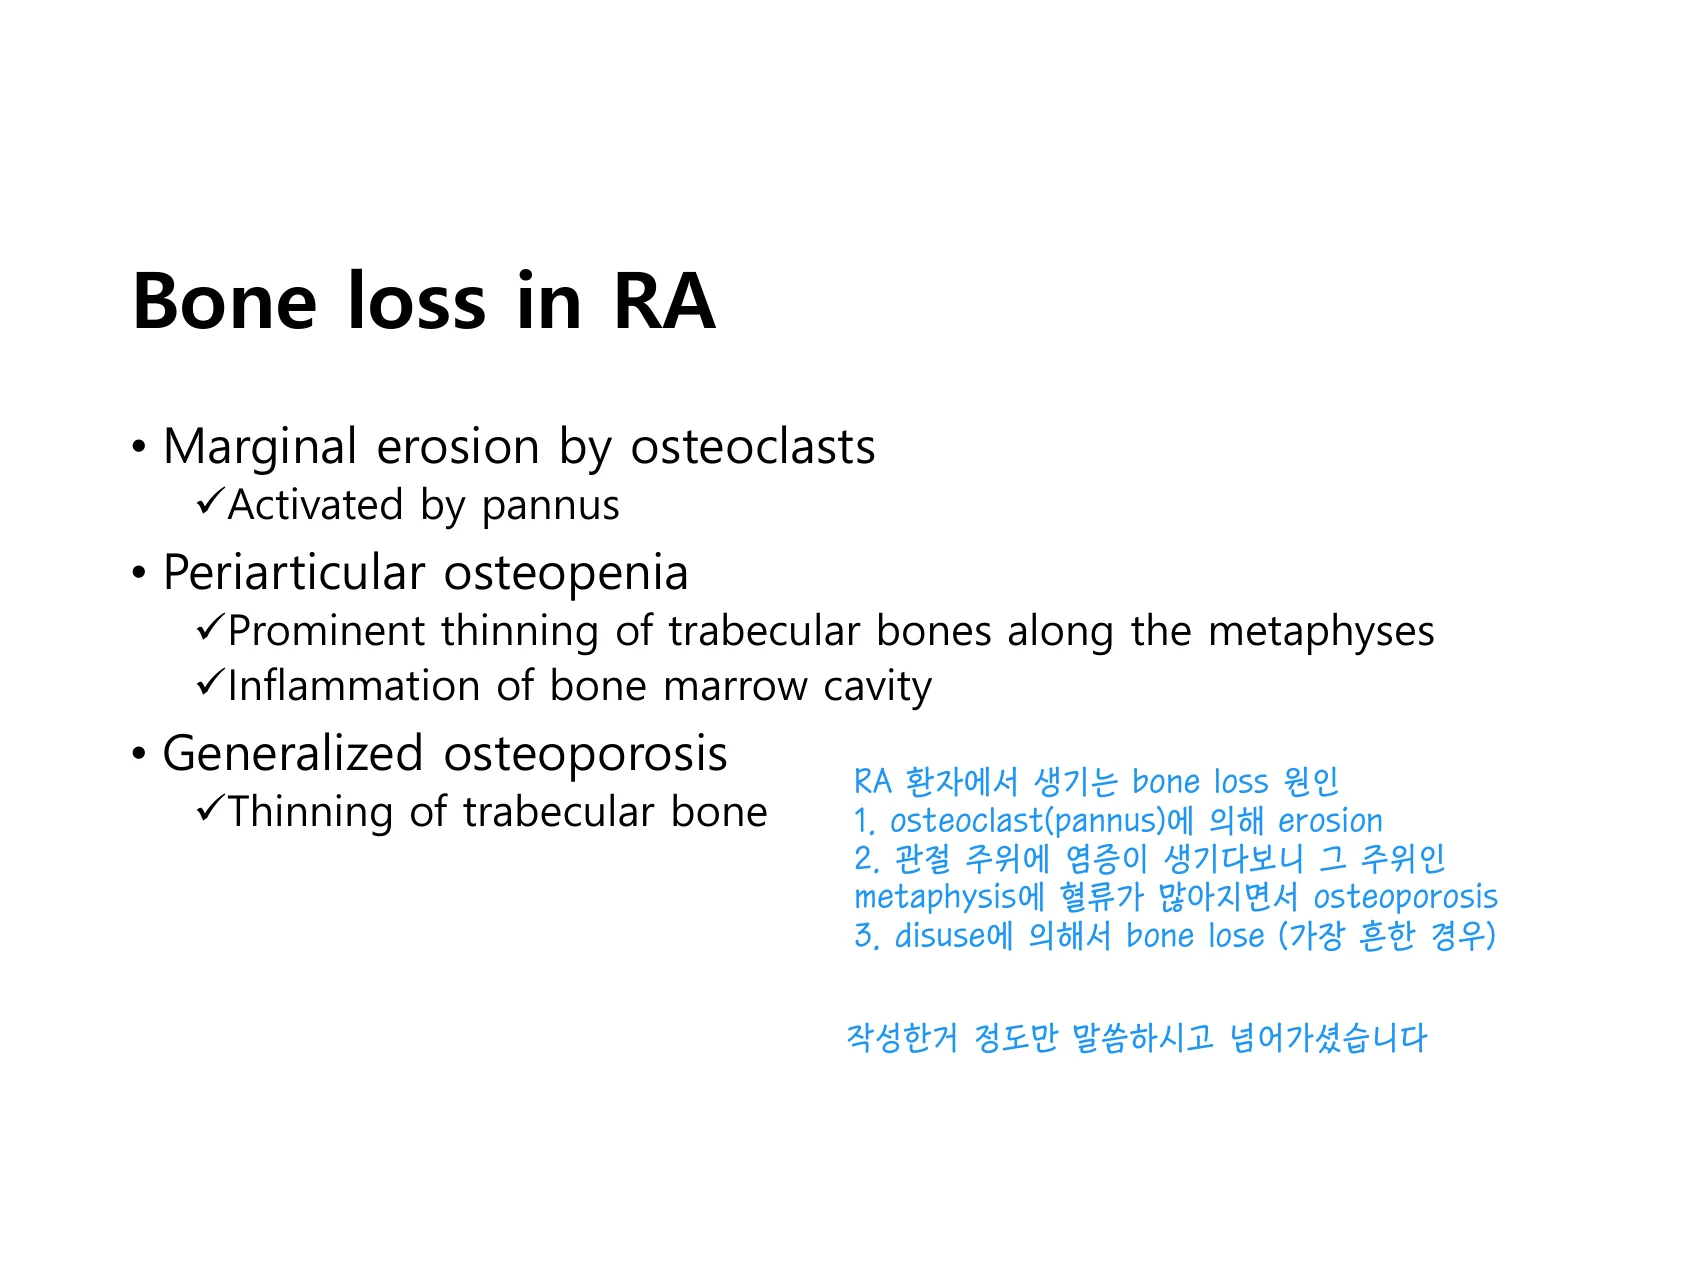 Bone loss in RA
• Marginal erosion by osteoclasts
✓Activated by pannus
• Periarticular osteopenia
✓Prominent thinning of trabecular bones along the metaphyses
✓Inflammation of bone marrow cavity
• Generalized osteoporosis
✓Thinning of trabecular bone
RA 환자에서 생기는 bone loss 원인
1. osteoclast(pannus)에 의해 erosion
2. 관절 주위에 염증이 생기다보니 그 주위인
metaphysis에 혈류가 많아지면서 osteoporosis
3. disuse에 의해서 bone lose (가장 흔한 경우)
작성한거 정도만 말씀하시고 넘어가셨습니다